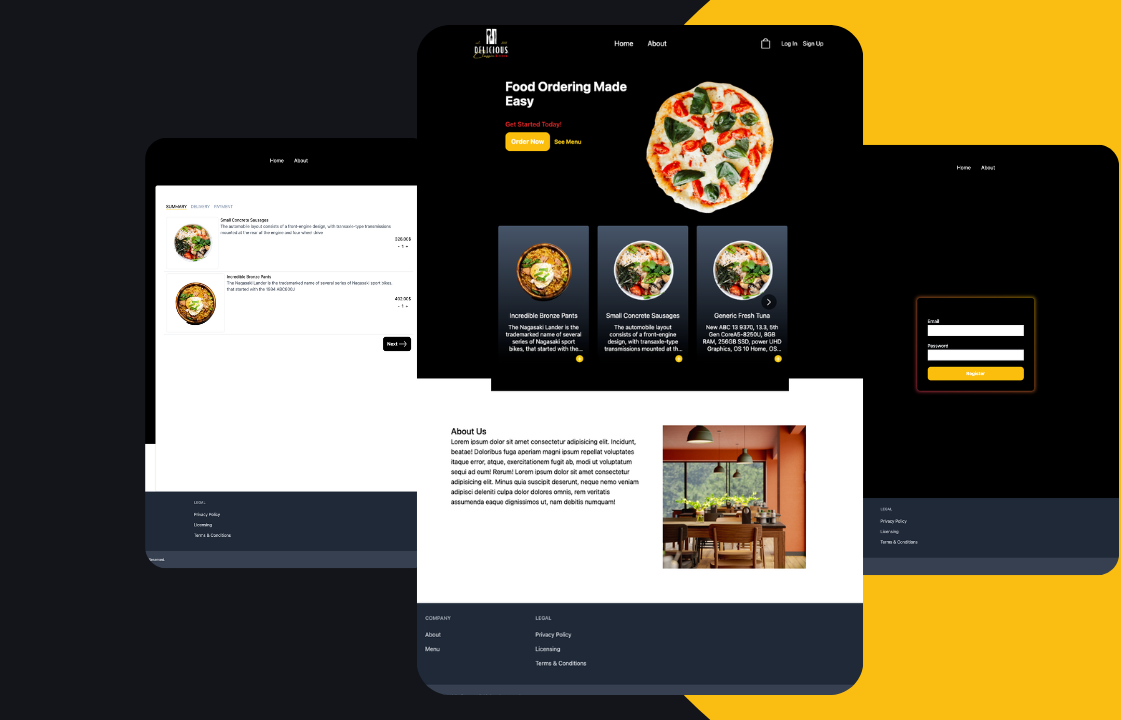 DELICIOUS
Home About
Log In Sign Up
Food Ordering Made
Easy
Get Started Today!
Order Now See Menu
Incredible Bronze Pants
The Nagasaki Lander is the
trademarked name of several
series of Nagasaki sport
bikes, that started with the...
Small Concrete Sausages
The automobile layout
consists of a front-engine
design, with transaxle-type
transmissions mounted at th...
Generic Fresh Tuna
New ABC 13 9370, 13.3, 5th
Gen CoreA5-8250U, 8GB
RAM, 256GB SSD, power UHD
Graphics, OS 10 Home, OS...
About Us
Lorem ipsum dolor sit amet consectetur adipisicing elit. Incidunt,
beatae! Doloribus fuga aperiam magni ipsum repellat voluptates
itaque error, atque, exercitationem fugit ab, modi ut voluptatum
sequi ad eum! Rerum! Lorem ipsum dolor sit amet consectetur
adipisicing elit. Minus quia suscipit deserunt, neque nemo veniam
adipisci deleniti culpa dolor dolores omnis, rem veritatis
assumenda eaque dignissimos ut, nam debitis numquam!
COMPANY
About
Menu
LEGAL
Privacy Policy
Licensing
Terms & Conditions
Home About
SUMMARY DELIVERY PAYMENT
Small Concrete Sausages
The automobile layout consists of a front-engine design, with transaxle-type transmissions
mounted at the rear of the engine and four wheel drive
- 1 +
Incredible Bronze Pants
The Nagasaki Lander is the trademarked name of several series of Nagasaki sport bikes,
that started with the 1984 ABC800J
402.00$
- 1 +
Next
LEGAL
Privacy Policy
Licensing
Terms & Conditions
Reserved.
Home About
Email
Password
Register
LEGAL
Privacy Policy
Licensing
Terms & Conditions